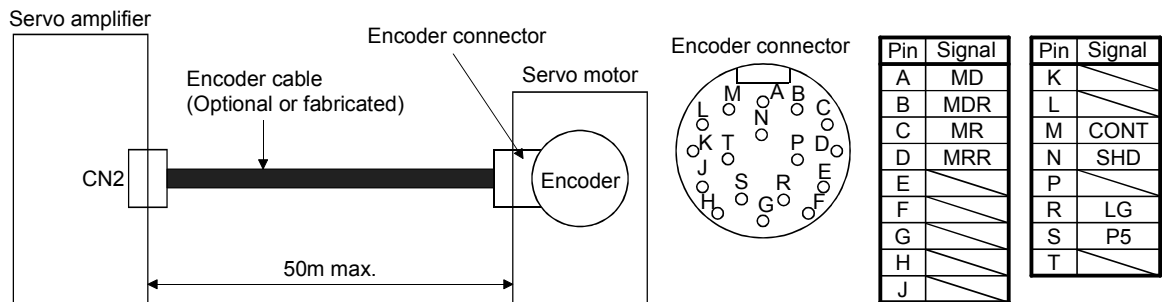 Servo amplifier
CN2
Encoder cable
(Optional or fabricated)
50m max.
Encoder connector
Servo motor
Encoder
Encoder connector
A
B
C
D
E
F
G
H
J
K
L
M
N
P
R
S
T
Pin Signal
A MD
B MDR
C MR
D MRR
E
F
G
H
J
Pin Signal
K
L
M CONT
N SHD
P
R LG
S P5
T